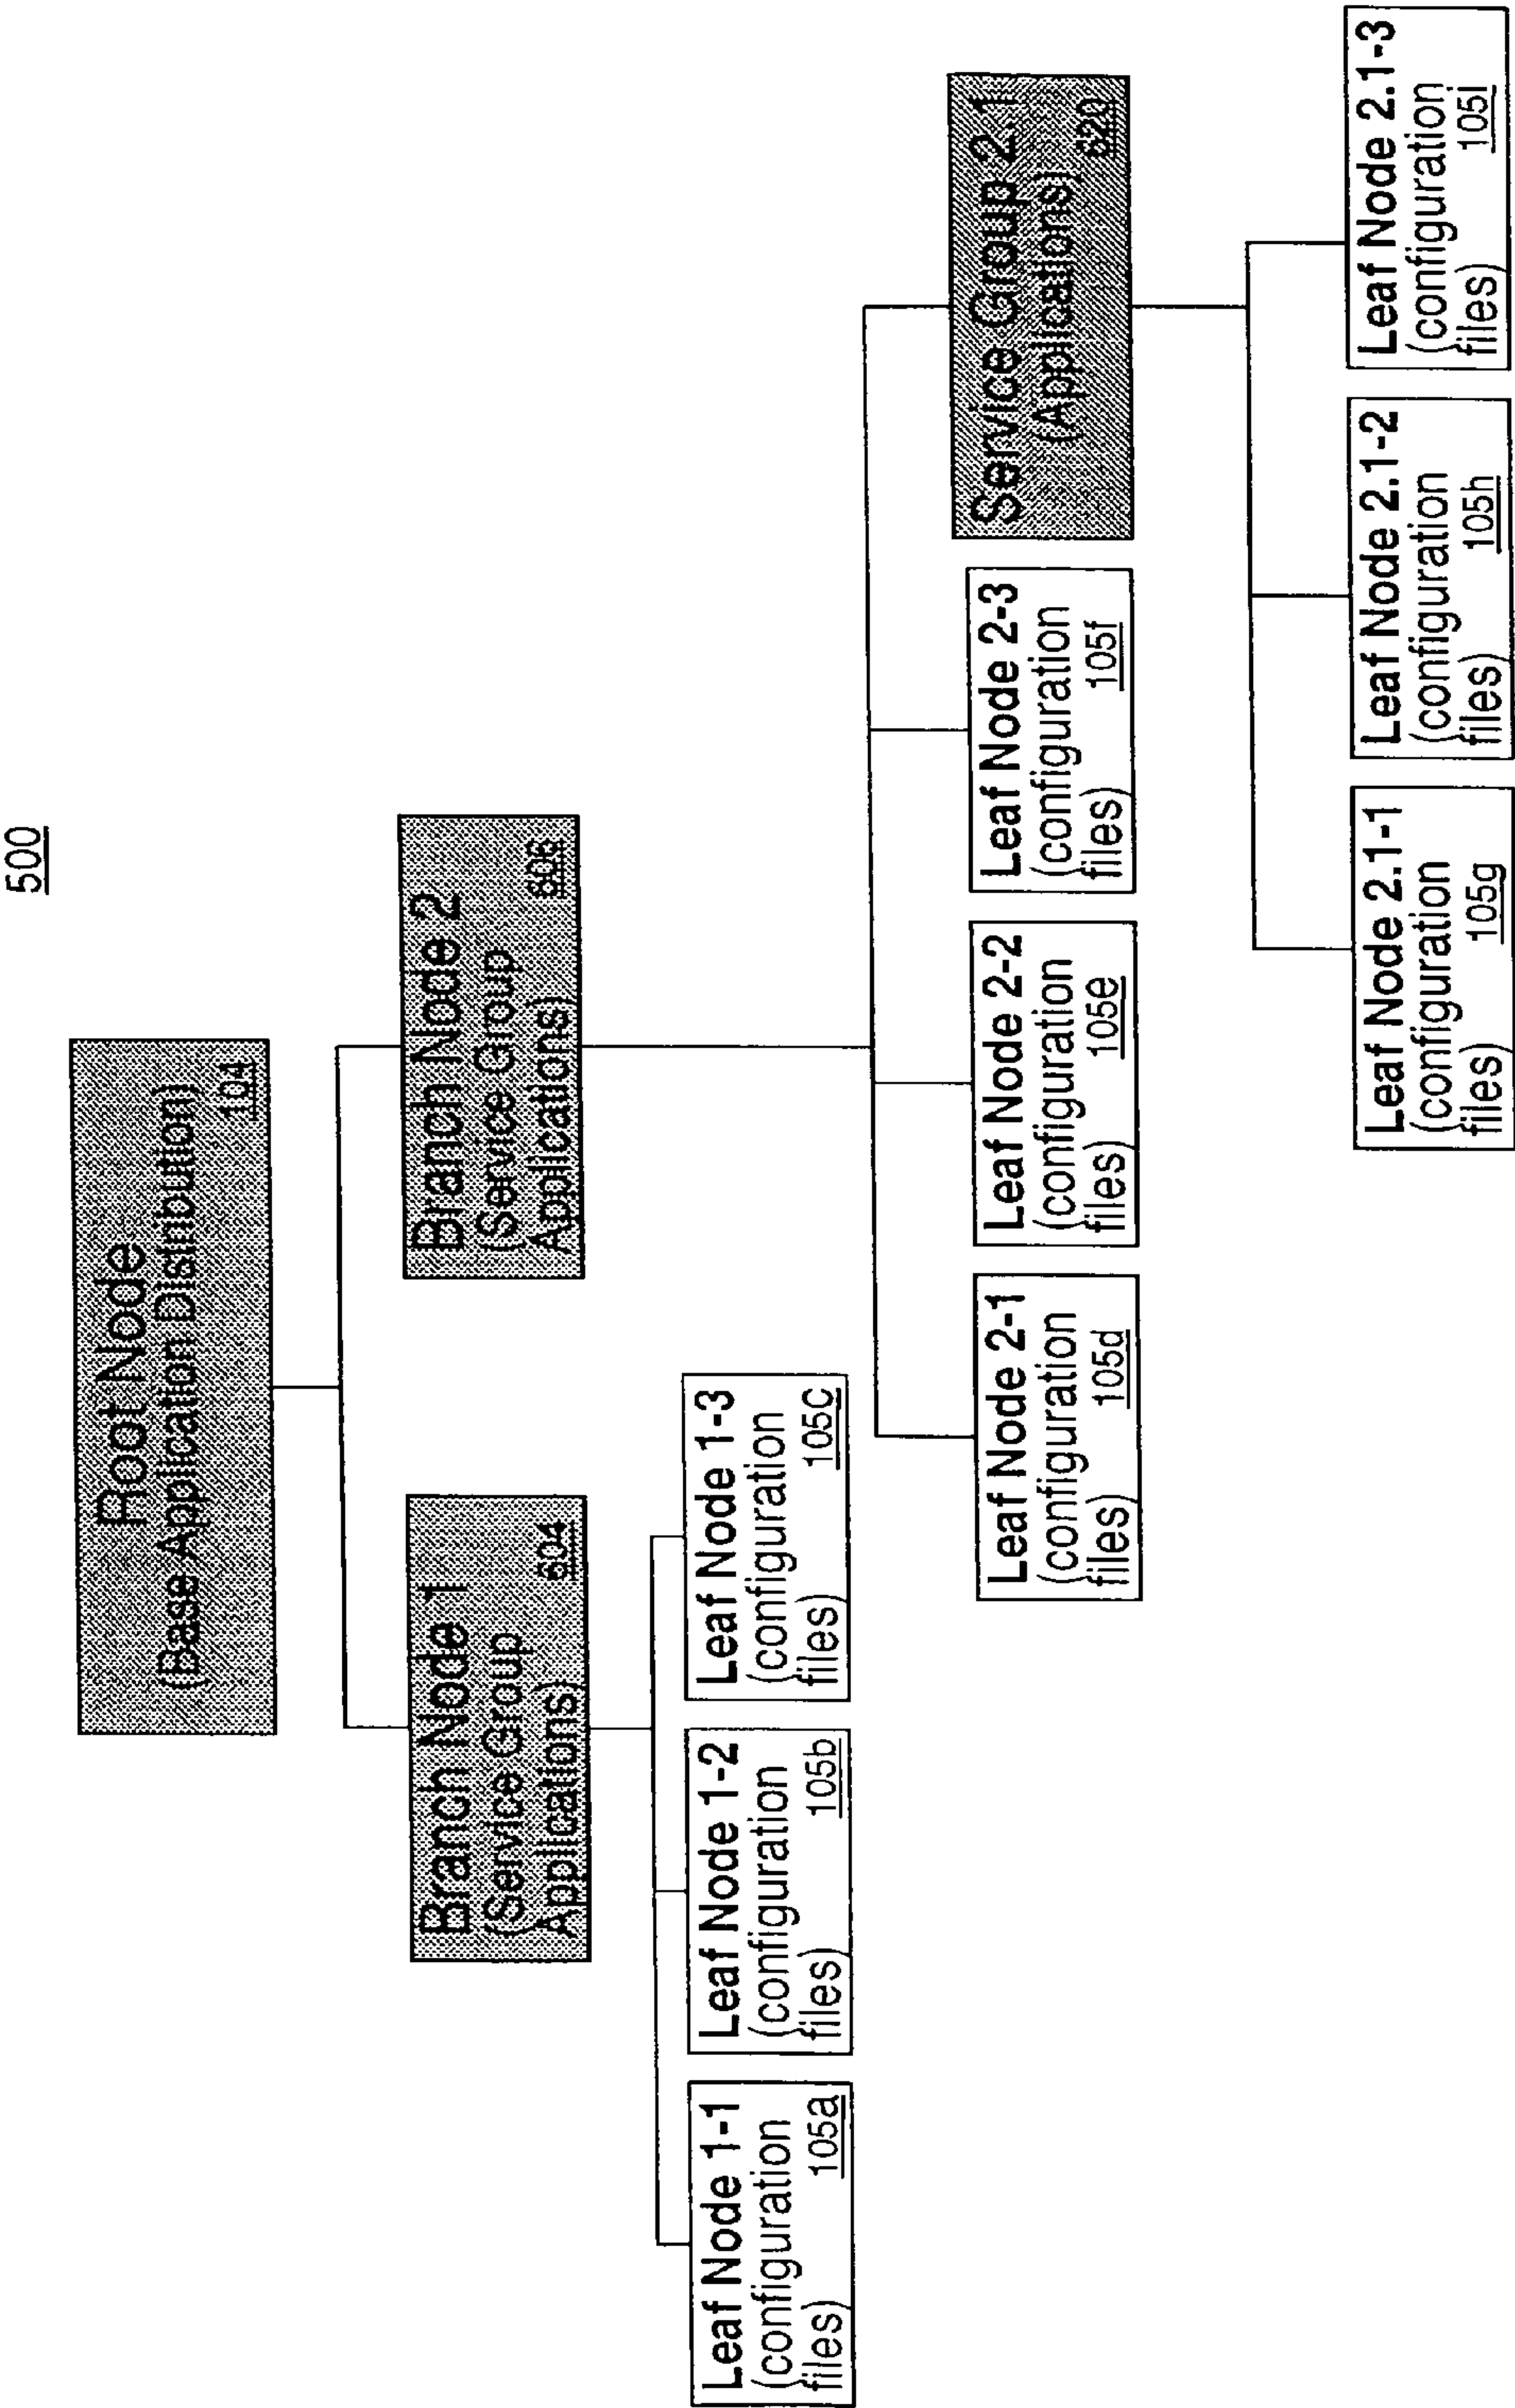 500
Root Node
(Base Application Distribution)
104
Branch Node 1
(Service Group
Applications)
Branch Node 2
(Service Group
Applications)
Leaf Node 1-1
(configuration
files)
105a
Leaf Node 1-2
(configuration
files)
105b
Leaf Node 1-3
(configuration
files)
105C
Leaf Node 2-1
(configuration
files)
105d
Leaf Node 2-2
(configuration
files)
105e
Leaf Node 2-3
(configuration
files)
105f
Service Group 2.1
(Applications)
Leaf Node 2.1-1
(configuration
files)
105g
Leaf Node 2.1-2
(configuration
files)
105h
Leaf Node 2.1-3
(configuration
files)
105i